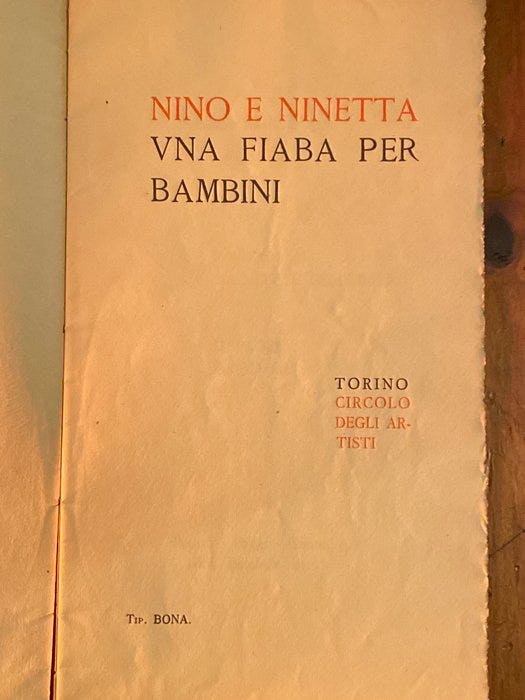 NINO E NINETTA
VNA FIABA PER
BAMBINI
TORINO
CIRCOLO
DEGLI AR-
TISTI
TIP. BONA.